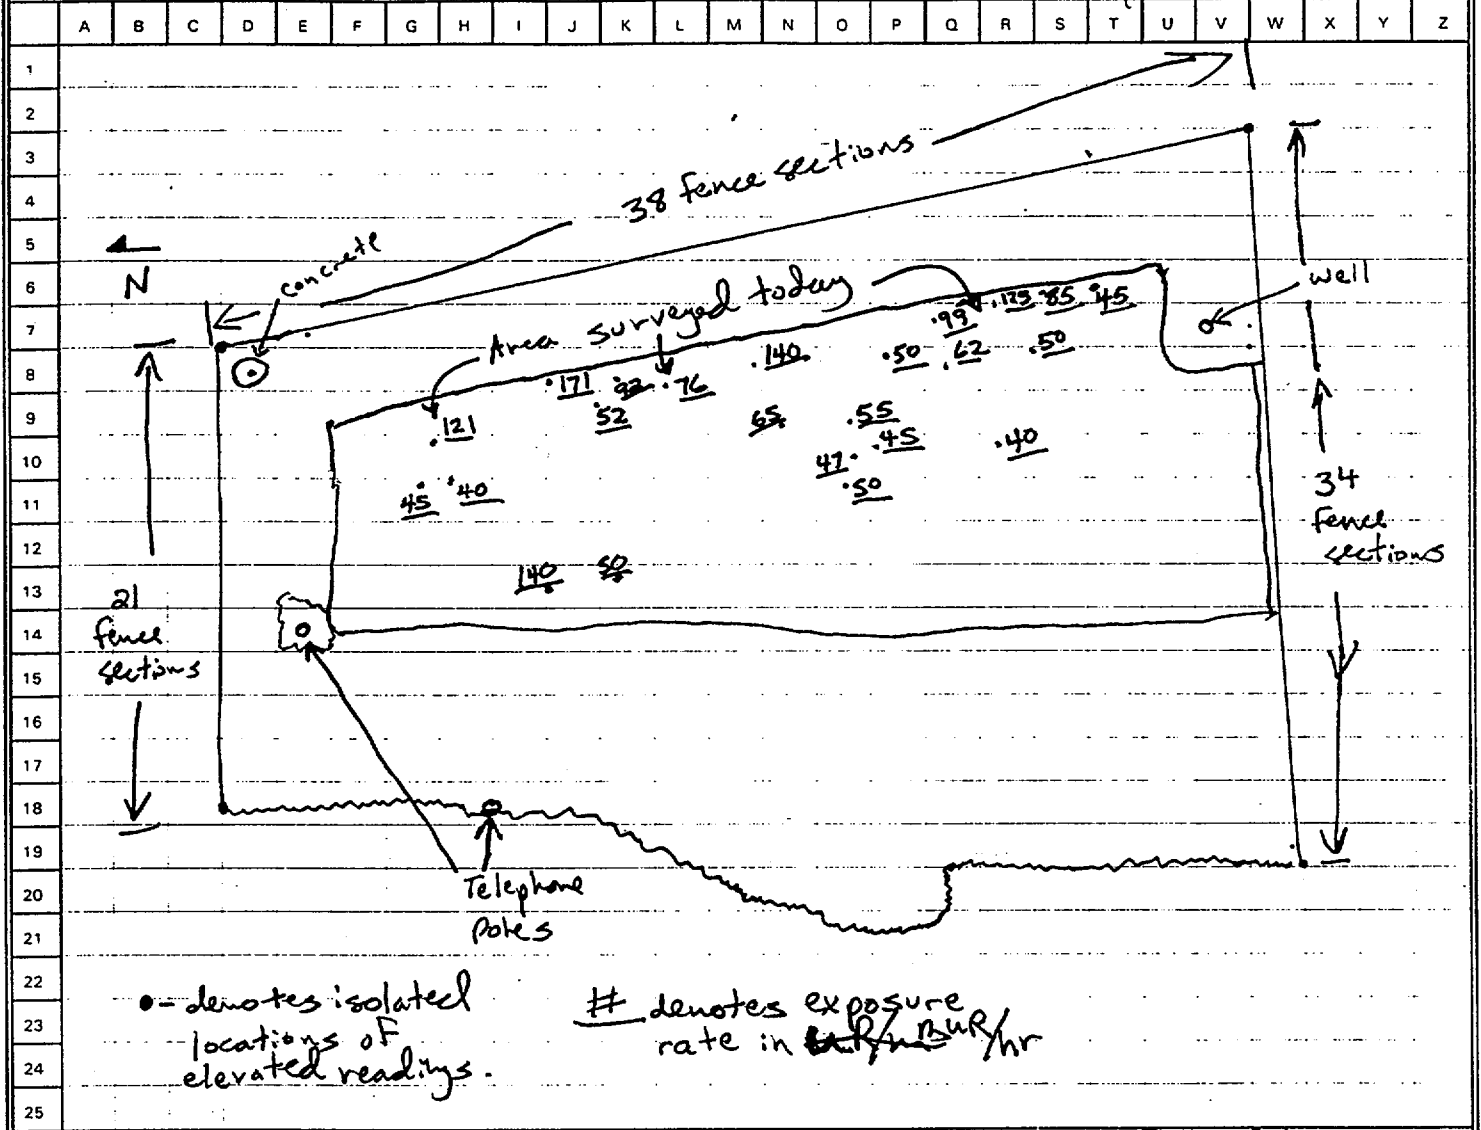 A B C D E F G H I J K L M N O P Q R S T U V W X Y Z
1
2
3
4
5
6
7
8
9
10
11
12
13
14
15
16
17
18
19
20
21
22
23
24
25
38 fence sections
N
concrete
Area surveyed today
well
.99 .123 .85 .45
.171 .92 .76 .140 .50 .62 .50
.121 52 65 .55
47 .45 .40
45 .40 .50
140 50
21
fence
sections
34
fence
sections
Telephone
poles
●- denotes isolated
locations of
elevated readings.
# denotes exposure
rate in uR/hr